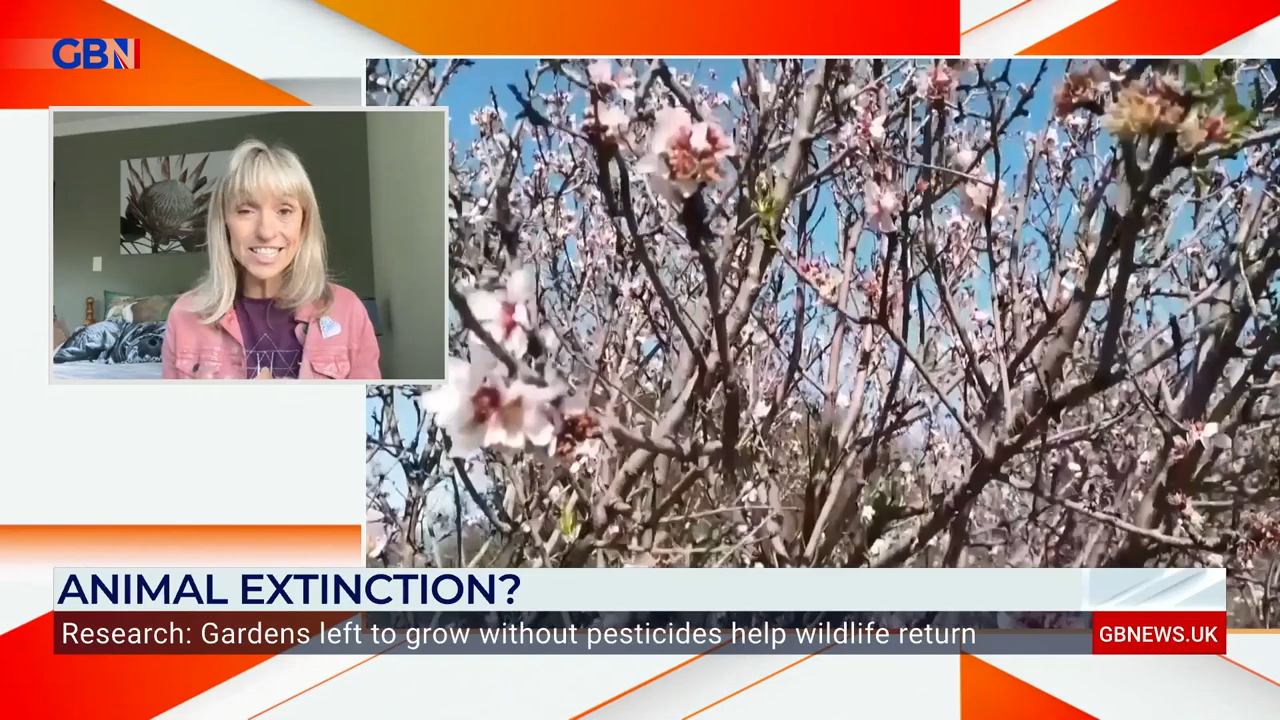 GBN
ANIMAL EXTINCTION?
Research: Gardens left to grow without pesticides help wildlife return
GBNEWS.UK